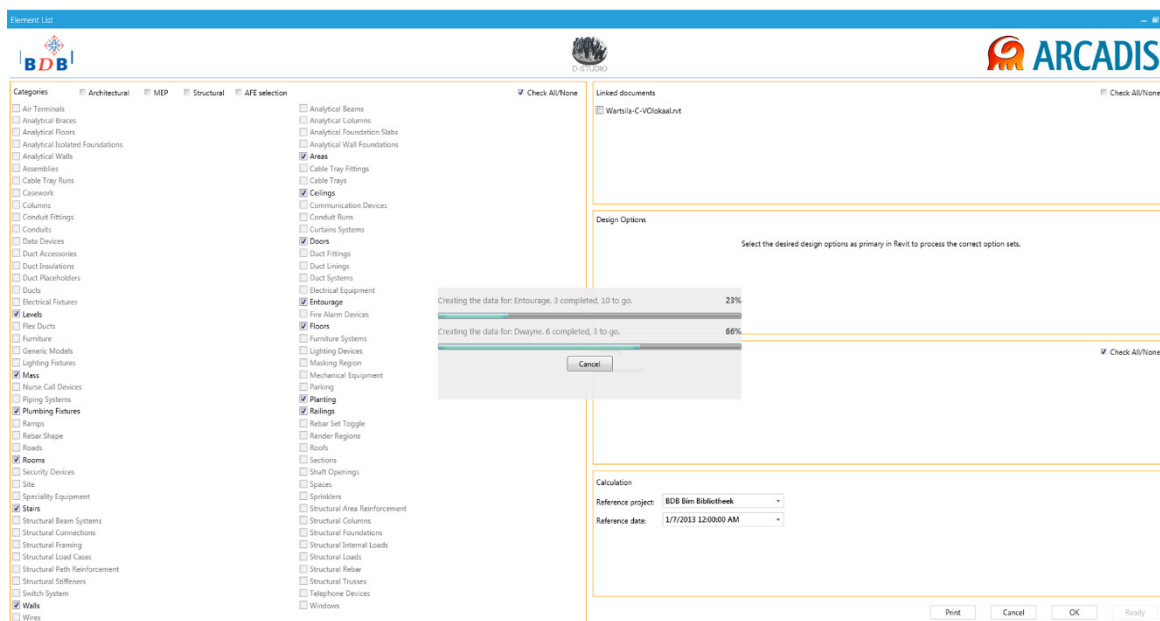 Element List
BDB
D-STUDIO
ARCADIS
Categories
Architectural
MEP
Structural
AFE selection
Check All/None
Air Terminals
Analytical Braces
Analytical Floors
Analytical Isolated Foundations
Analytical Walls
Assemblies
Cable Tray Runs
Casework
Columns
Conduit Fittings
Conduits
Data Devices
Duct Accessories
Duct Insulations
Duct Placeholders
Ducts
Electrical Fixtures
Levels
Flex Ducts
Furniture
Generic Models
Lighting Fixtures
Mass
Nurse Call Devices
Piping Systems
Plumbing Fixtures
Ramps
Rebar Shape
Roads
Rooms
Security Devices
Site
Speciality Equipment
Stairs
Structural Beam Systems
Structural Connections
Structural Framing
Structural Load Cases
Structural Path Reinforcement
Structural Stiffeners
Switch System
Walls
Wires
Analytical Beams
Analytical Columns
Analytical Foundation Slabs
Analytical Wall Foundations
Areas
Cable Tray Fittings
Cable Trays
Ceilings
Communication Devices
Conduit Runs
Curtains Systems
Doors
Duct Fittings
Duct Linings
Duct Systems
Electrical Equipment
Entourage
Fire Alarm Devices
Floors
Furniture Systems
Lighting Devices
Masking Region
Mechanical Equipment
Parking
Planting
Railings
Rebar Set Toggle
Render Regions
Roofs
Sections
Shaft Openings
Spaces
Sprinklers
Structural Area Reinforcement
Structural Columns
Structural Foundations
Structural Internal Loads
Structural Loads
Structural Rebar
Structural Trusses
Telephone Devices
Windows
Creating the data for: Entourage. 3 completed, 10 to go. 23%
Creating the data for: Dwayne. 6 completed, 3 to go. 66%
Cancel
Linked documents
Check All/None
Wartsila-C-VOlokaal.rvt
Design Options
Select the desired design options as primary in Revit to process the correct option sets.
Check All/None
Calculation
Reference project: BDB Bim Bibliotheek
Reference date: 1/7/2013 12:00:00 AM
Print
Cancel
OK
Ready